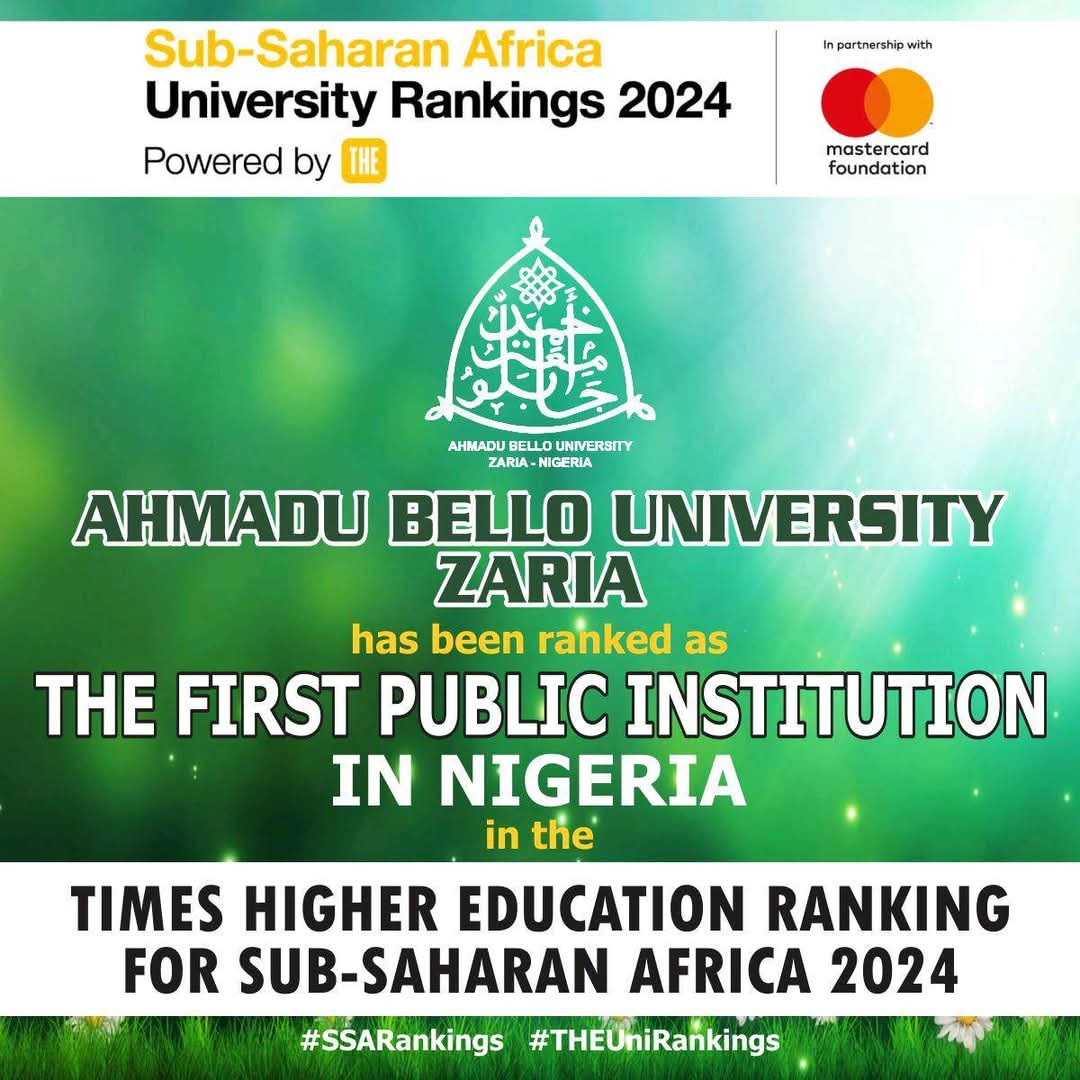 Sub-Saharan Africa
University Rankings 2024
Powered by THE
In partnership with
mastercard
foundation
AHMADU BELLO UNIVERSITY
ZARIA - NIGERIA
AHMADU BELLO UNIVERSITY
ZARIA
has been ranked as
THE FIRST PUBLIC INSTITUTION
IN NIGERIA
in the
TIMES HIGHER EDUCATION RANKING
FOR SUB-SAHARAN AFRICA 2024
#SSARankings #THEUniRankings